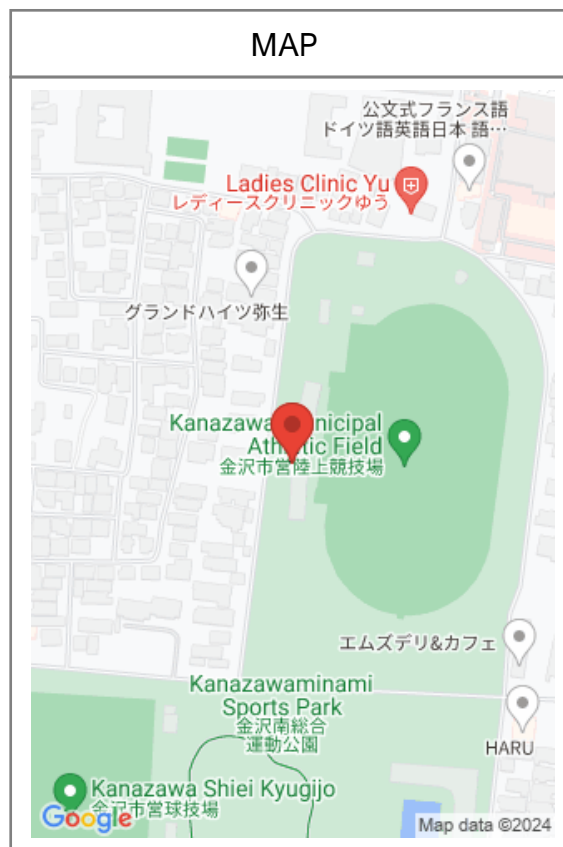 MAP
公文式フランス語
ドイツ語英語日本 語…
Ladies Clinic Yu
レディースクリニックゆう
グランドハイツ弥生
Kanazawa Municipal
Athletic Field
金沢市営陸上競技場
エムズデリ&カフェ
Kanazawaminami
Sports Park
金沢南総合
運動公園
HARU
Kanazawa Shiei Kyugijo
金沢市営球技場
Google
Map data ©2024